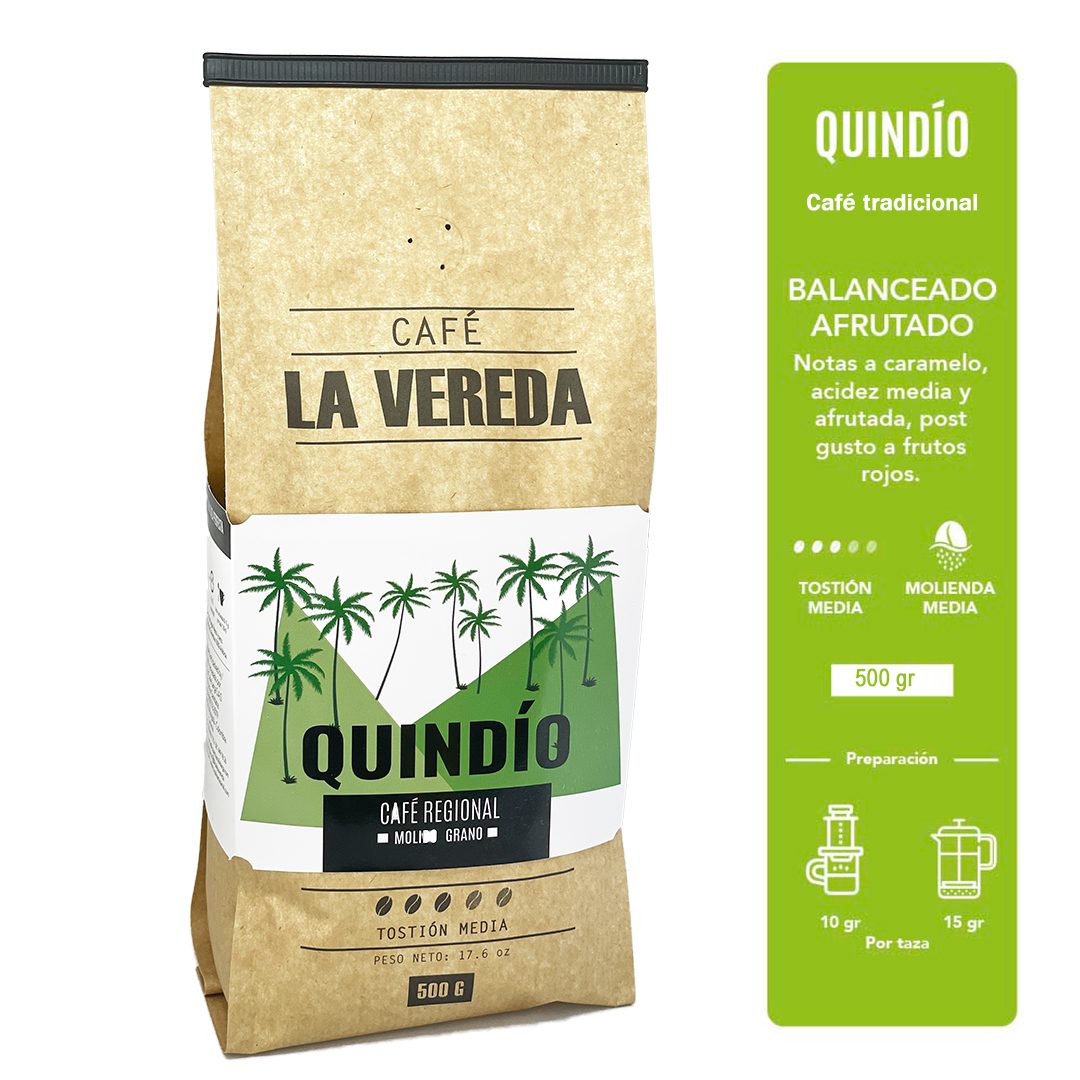 CAFÉ
LA VEREDA
QUINDÍO
CAFÉ REGIONAL
GRANO
TOSTIÓN MEDIA
PESO NETO: 17.6 oz
500 G
QUINDÍO
Café tradicional
BALANCEADO
AFRUTADO
Notas a caramelo,
acidez media y
afrutada, post
gusto a frutos
rojos.
TOSTIÓN
MEDIA
MOLIENDA
MEDIA
500 gr
Preparación
10 gr
15 gr
Por taza